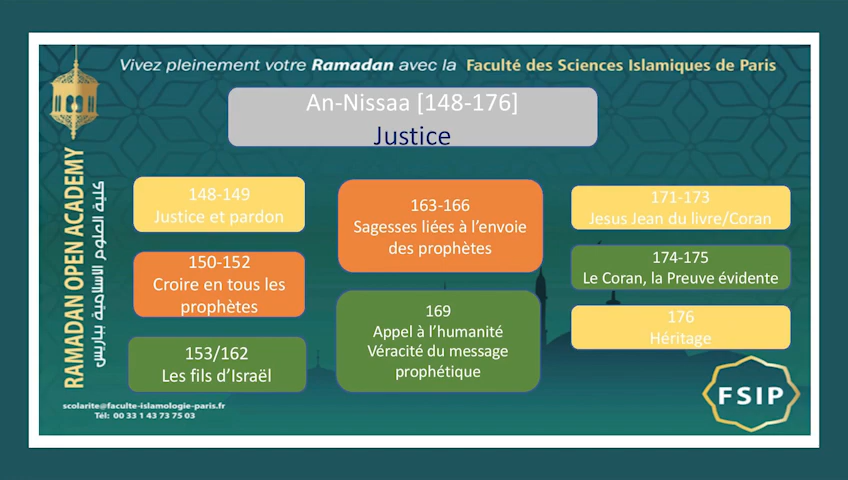 Vivez pleinement votre Ramadan avec la Faculté des Sciences Islamiques de Paris
An-Nissaa [148-176]
Justice
148-149
Justice et pardon
150-152
Croire en tous les
prophètes
153/162
Les fils d'Israël
163-166
Sagesses liées à l'envoie
des prophètes
169
Appel à l'humanité
Véracité du message
prophétique
171-173
Jesus Jean du livre/Coran
174-175
Le Coran, la Preuve évidente
176
Héritage
RAMADAN OPEN ACADEMY
كلية العلوم الاسلامية بباريس
scolarite@faculte-islamologie-paris.fr
Tél: 00 33 1 43 73 75 03
FSIP